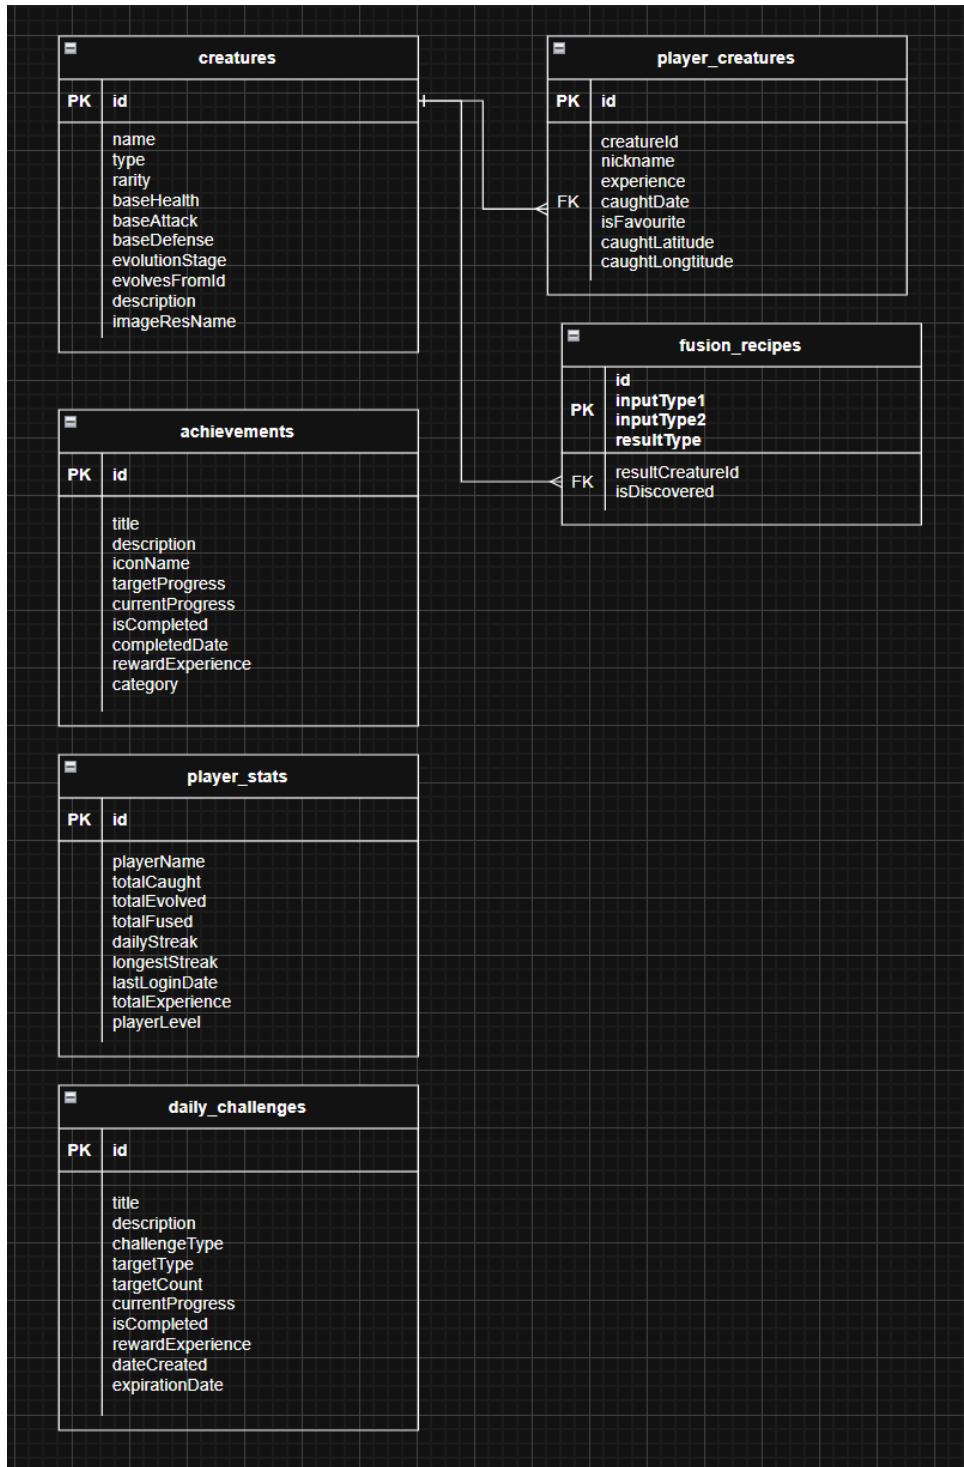 creatures
PK id
name
type
rarity
baseHealth
baseAttack
baseDefense
evolutionStage
evolvesFromId
description
imageResName
player_creatures
PK id
creatureId
nickname
experience
FK caughtDate
isFavourite
caughtLatitude
caughtLongtitude
fusion_recipes
id
inputType1
PK
inputType2
resultType
resultCreatureId
FK
isDiscovered
achievements
PK id
title
description
iconName
targetProgress
currentProgress
isCompleted
completedDate
rewardExperience
category
player_stats
PK id
playerName
totalCaught
totalEvolved
totalFused
dailyStreak
longestStreak
lastLoginDate
totalExperience
playerLevel
daily_challenges
PK id
title
description
challengeType
targetType
targetCount
currentProgress
isCompleted
rewardExperience
dateCreated
expirationDate